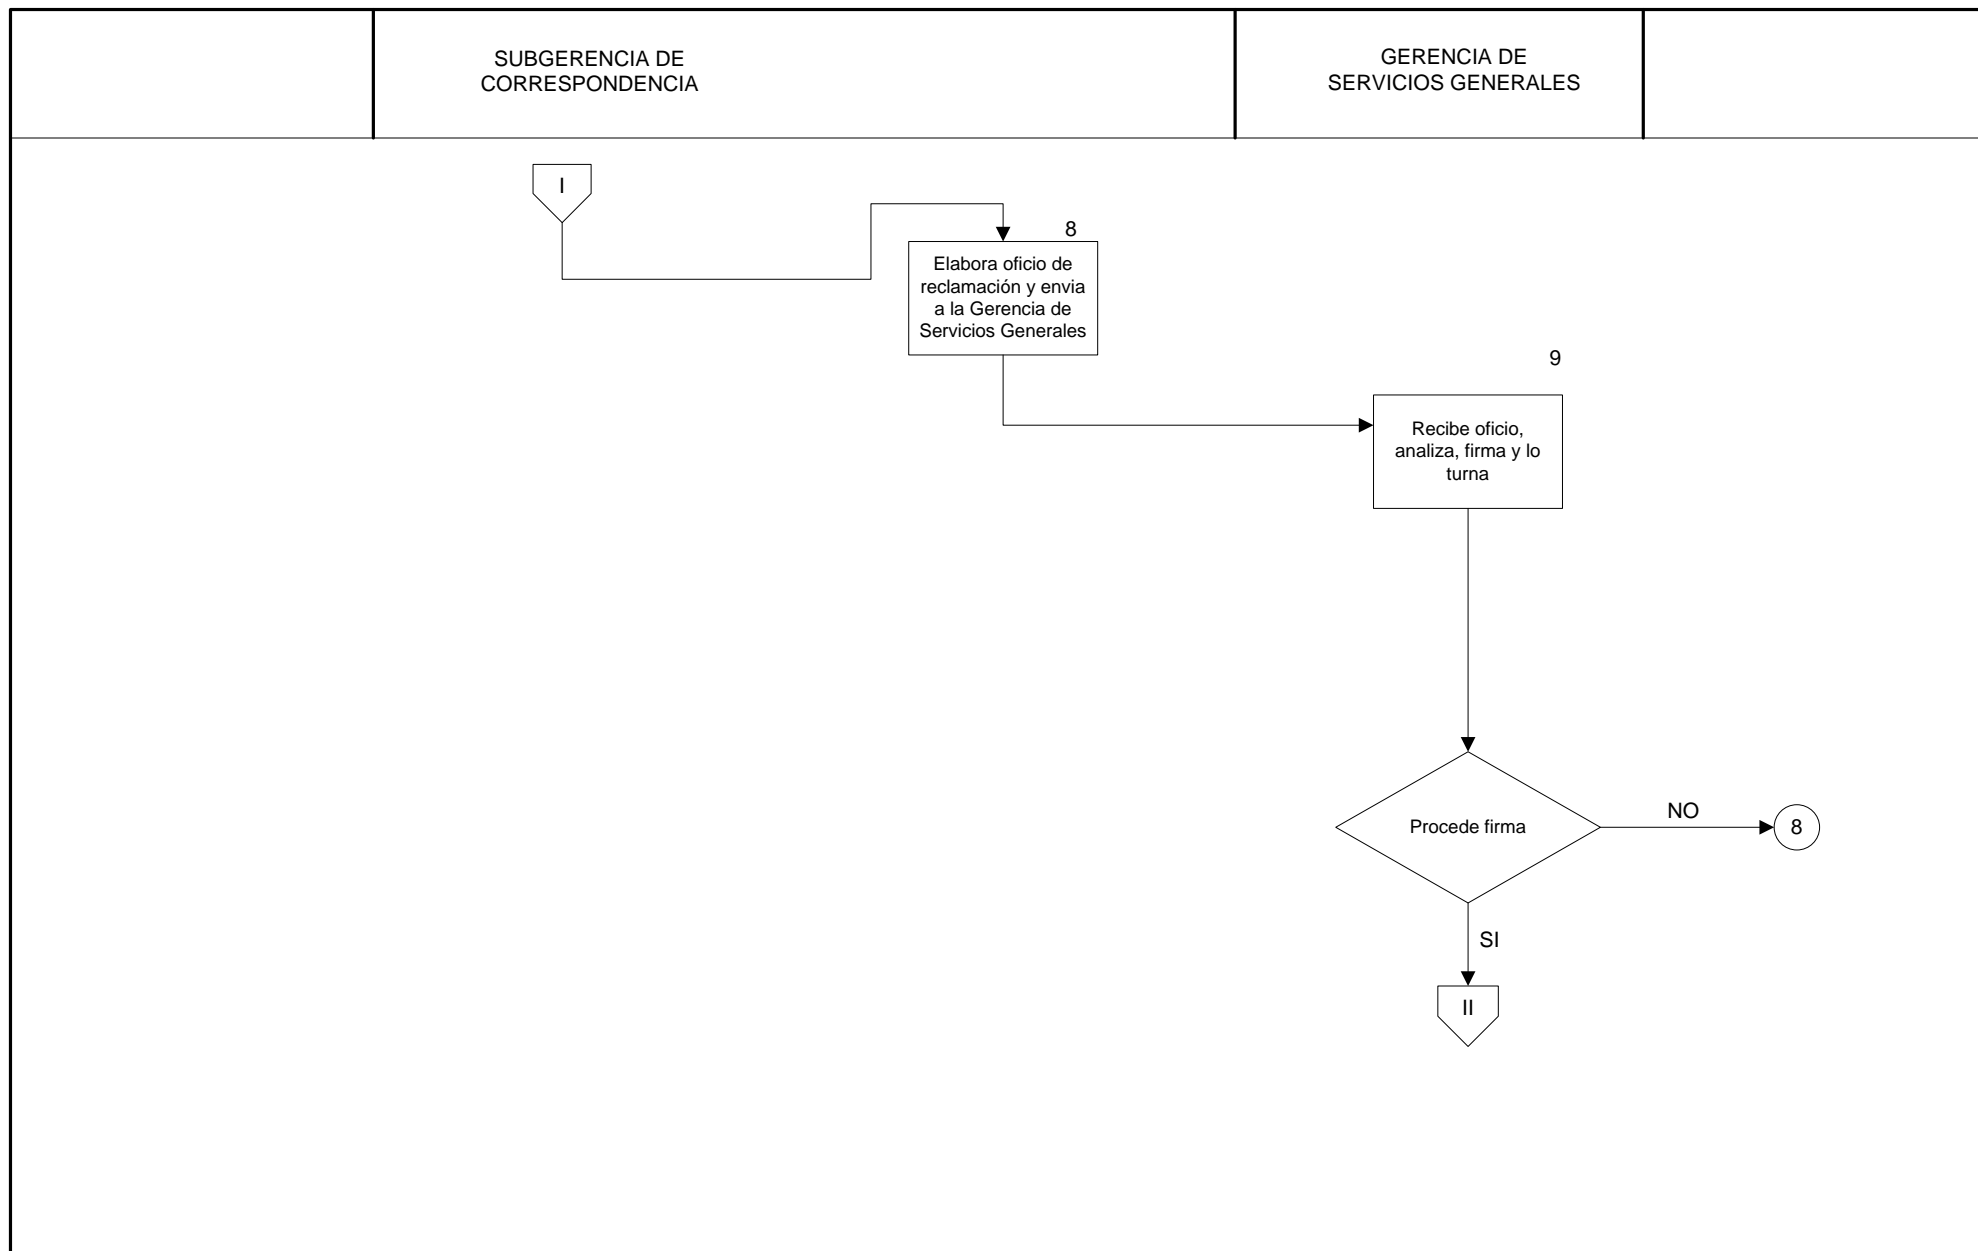 SUBGERENCIA DE
CORRESPONDENCIA
GERENCIA DE
SERVICIOS GENERALES
I
8
Elabora oficio de
reclamación y envia
a la Gerencia de
Servicios Generales
9
Recibe oficio,
analiza, firma y lo
turna
Procede firma
NO
8
SI
II